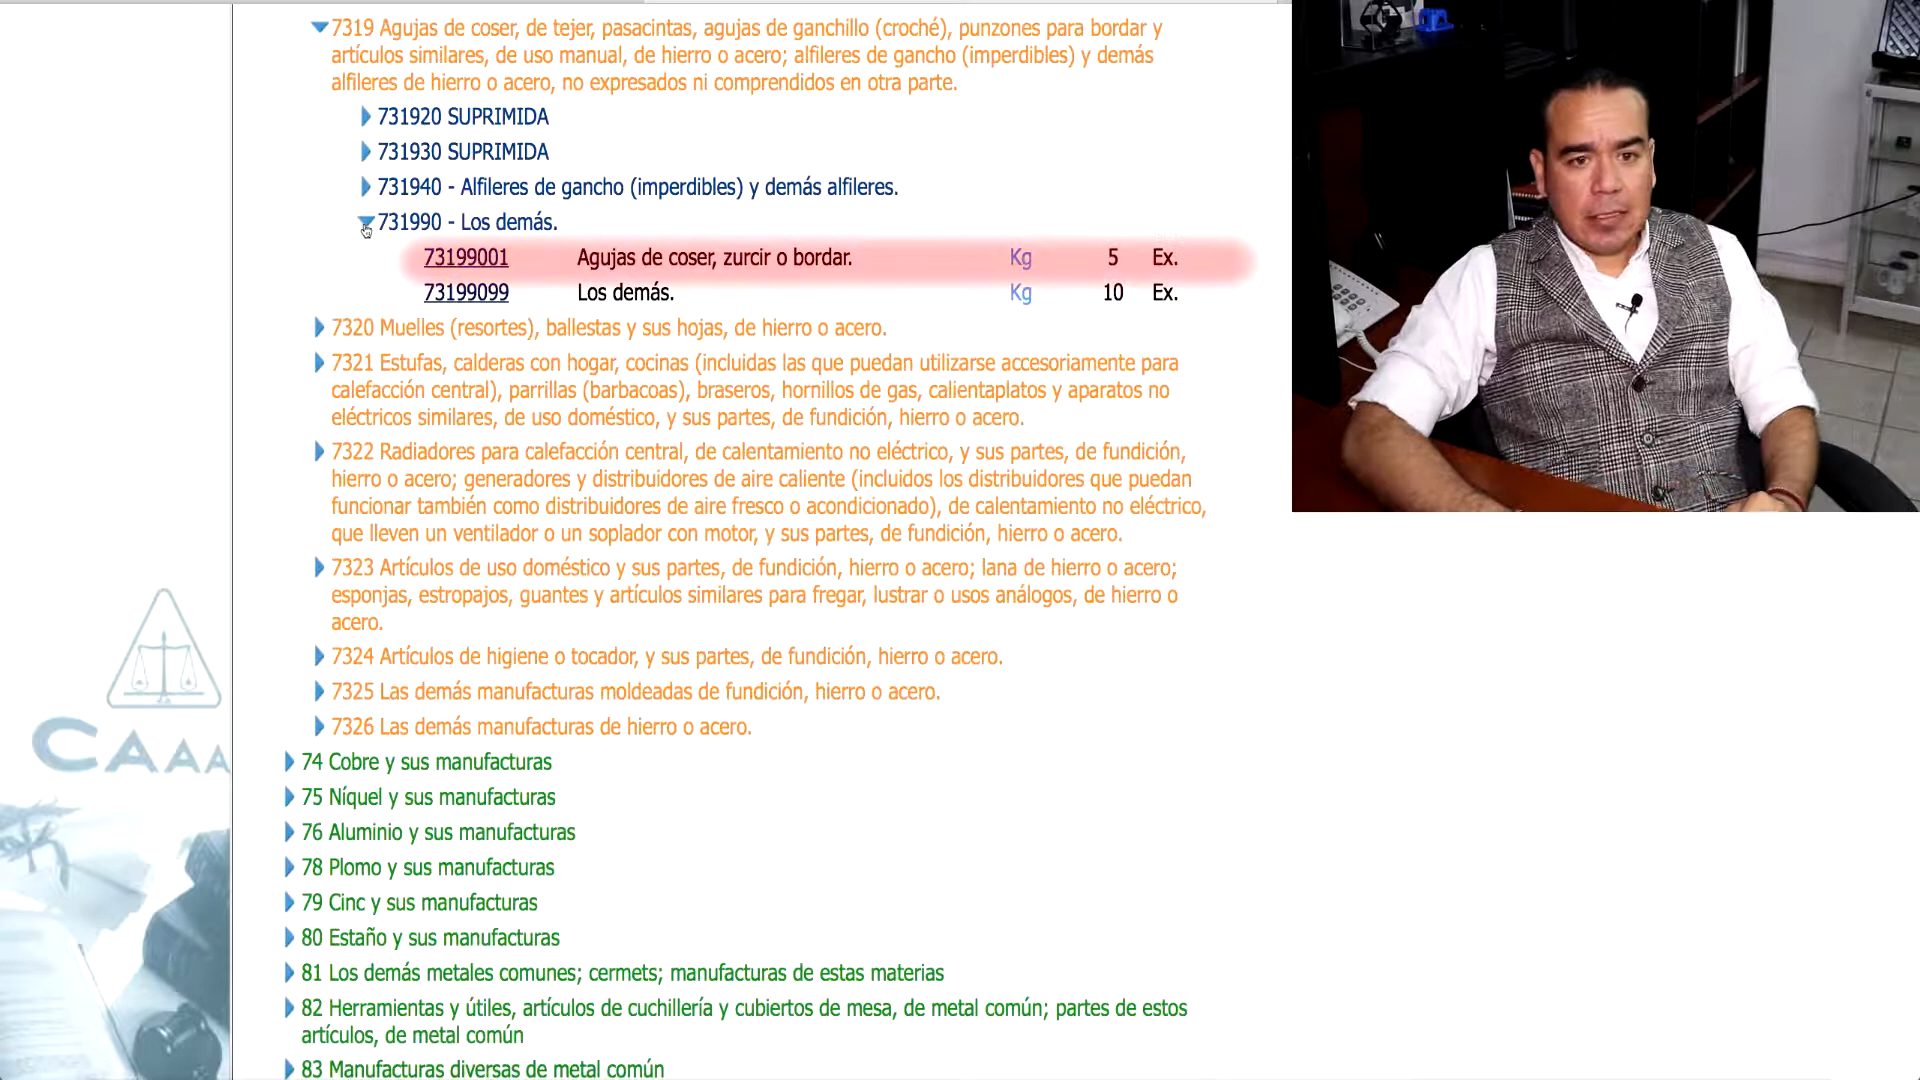 7319 Agujas de coser, de tejer, pasacintas, agujas de ganchillo (croché), punzones para bordar y
artículos similares, de uso manual, de hierro o acero; alfileres de gancho (imperdibles) y demás
alfileres de hierro o acero, no expresados ni comprendidos en otra parte.
731920 SUPRIMIDA
731930 SUPRIMIDA
731940 - Alfileres de gancho (imperdibles) y demás alfileres.
731990 - Los demás.
73199001 Agujas de coser, zurcir o bordar. Kg 5 Ex.
73199099 Los demás. Kg 10 Ex.
7320 Muelles (resortes), ballestas y sus hojas, de hierro o acero.
7321 Estufas, calderas con hogar, cocinas (incluidas las que puedan utilizarse accesoriamente para
calefacción central), parrillas (barbacoas), braseros, hornillos de gas, calientaplatos y aparatos no
eléctricos similares, de uso doméstico, y sus partes, de fundición, hierro o acero.
7322 Radiadores para calefacción central, de calentamiento no eléctrico, y sus partes, de fundición,
hierro o acero; generadores y distribuidores de aire caliente (incluidos los distribuidores que puedan
funcionar también como distribuidores de aire fresco o acondicionado), de calentamiento no eléctrico,
que lleven un ventilador o un soplador con motor, y sus partes, de fundición, hierro o acero.
7323 Artículos de uso doméstico y sus partes, de fundición, hierro o acero; lana de hierro o acero;
esponjas, estropajos, guantes y artículos similares para fregar, lustrar o usos análogos, de hierro o
acero.
7324 Artículos de higiene o tocador, y sus partes, de fundición, hierro o acero.
7325 Las demás manufacturas moldeadas de fundición, hierro o acero.
7326 Las demás manufacturas de hierro o acero.
74 Cobre y sus manufacturas
75 Níquel y sus manufacturas
76 Aluminio y sus manufacturas
78 Plomo y sus manufacturas
79 Cinc y sus manufacturas
80 Estaño y sus manufacturas
81 Los demás metales comunes; cermets; manufacturas de estas materias
82 Herramientas y útiles, artículos de cuchillería y cubiertos de mesa, de metal común; partes de estos
artículos, de metal común
83 Manufacturas diversas de metal común
CAAA